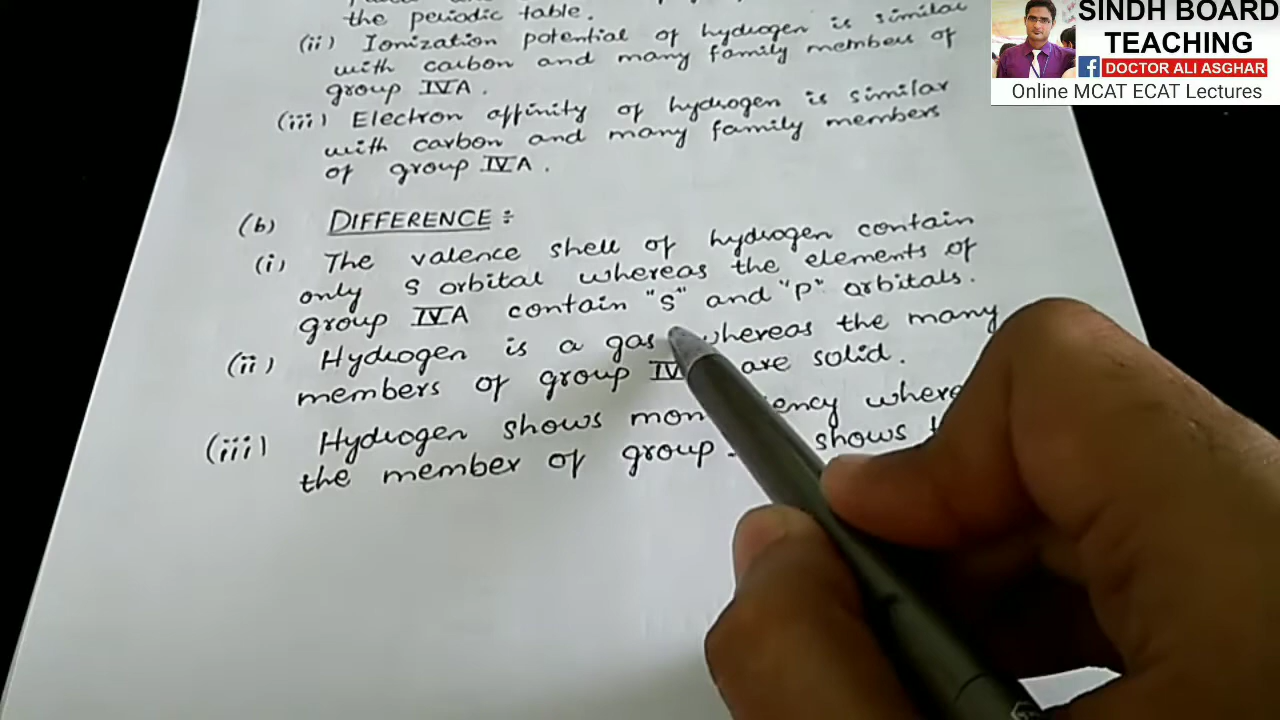 the periodic table.
(ii) Ionization potential of hydrogen is similar
with carbon and many family members of
group IVA.
(iii) Electron affinity of hydrogen is similar
with carbon and many family members
of group IVA.
(b) DIFFERENCE:
(i) The valence shell of hydrogen contain
only S orbital whereas the elements of
group IVA contain "S" and "P" orbitals.
(ii) Hydrogen is a gas whereas the many
members of group IV are solid.
(iii) Hydrogen shows
the member of group shows
SINDH BOARD
TEACHING
f DOCTOR ALI ASGHAR
Online MCAT ECAT Lectures